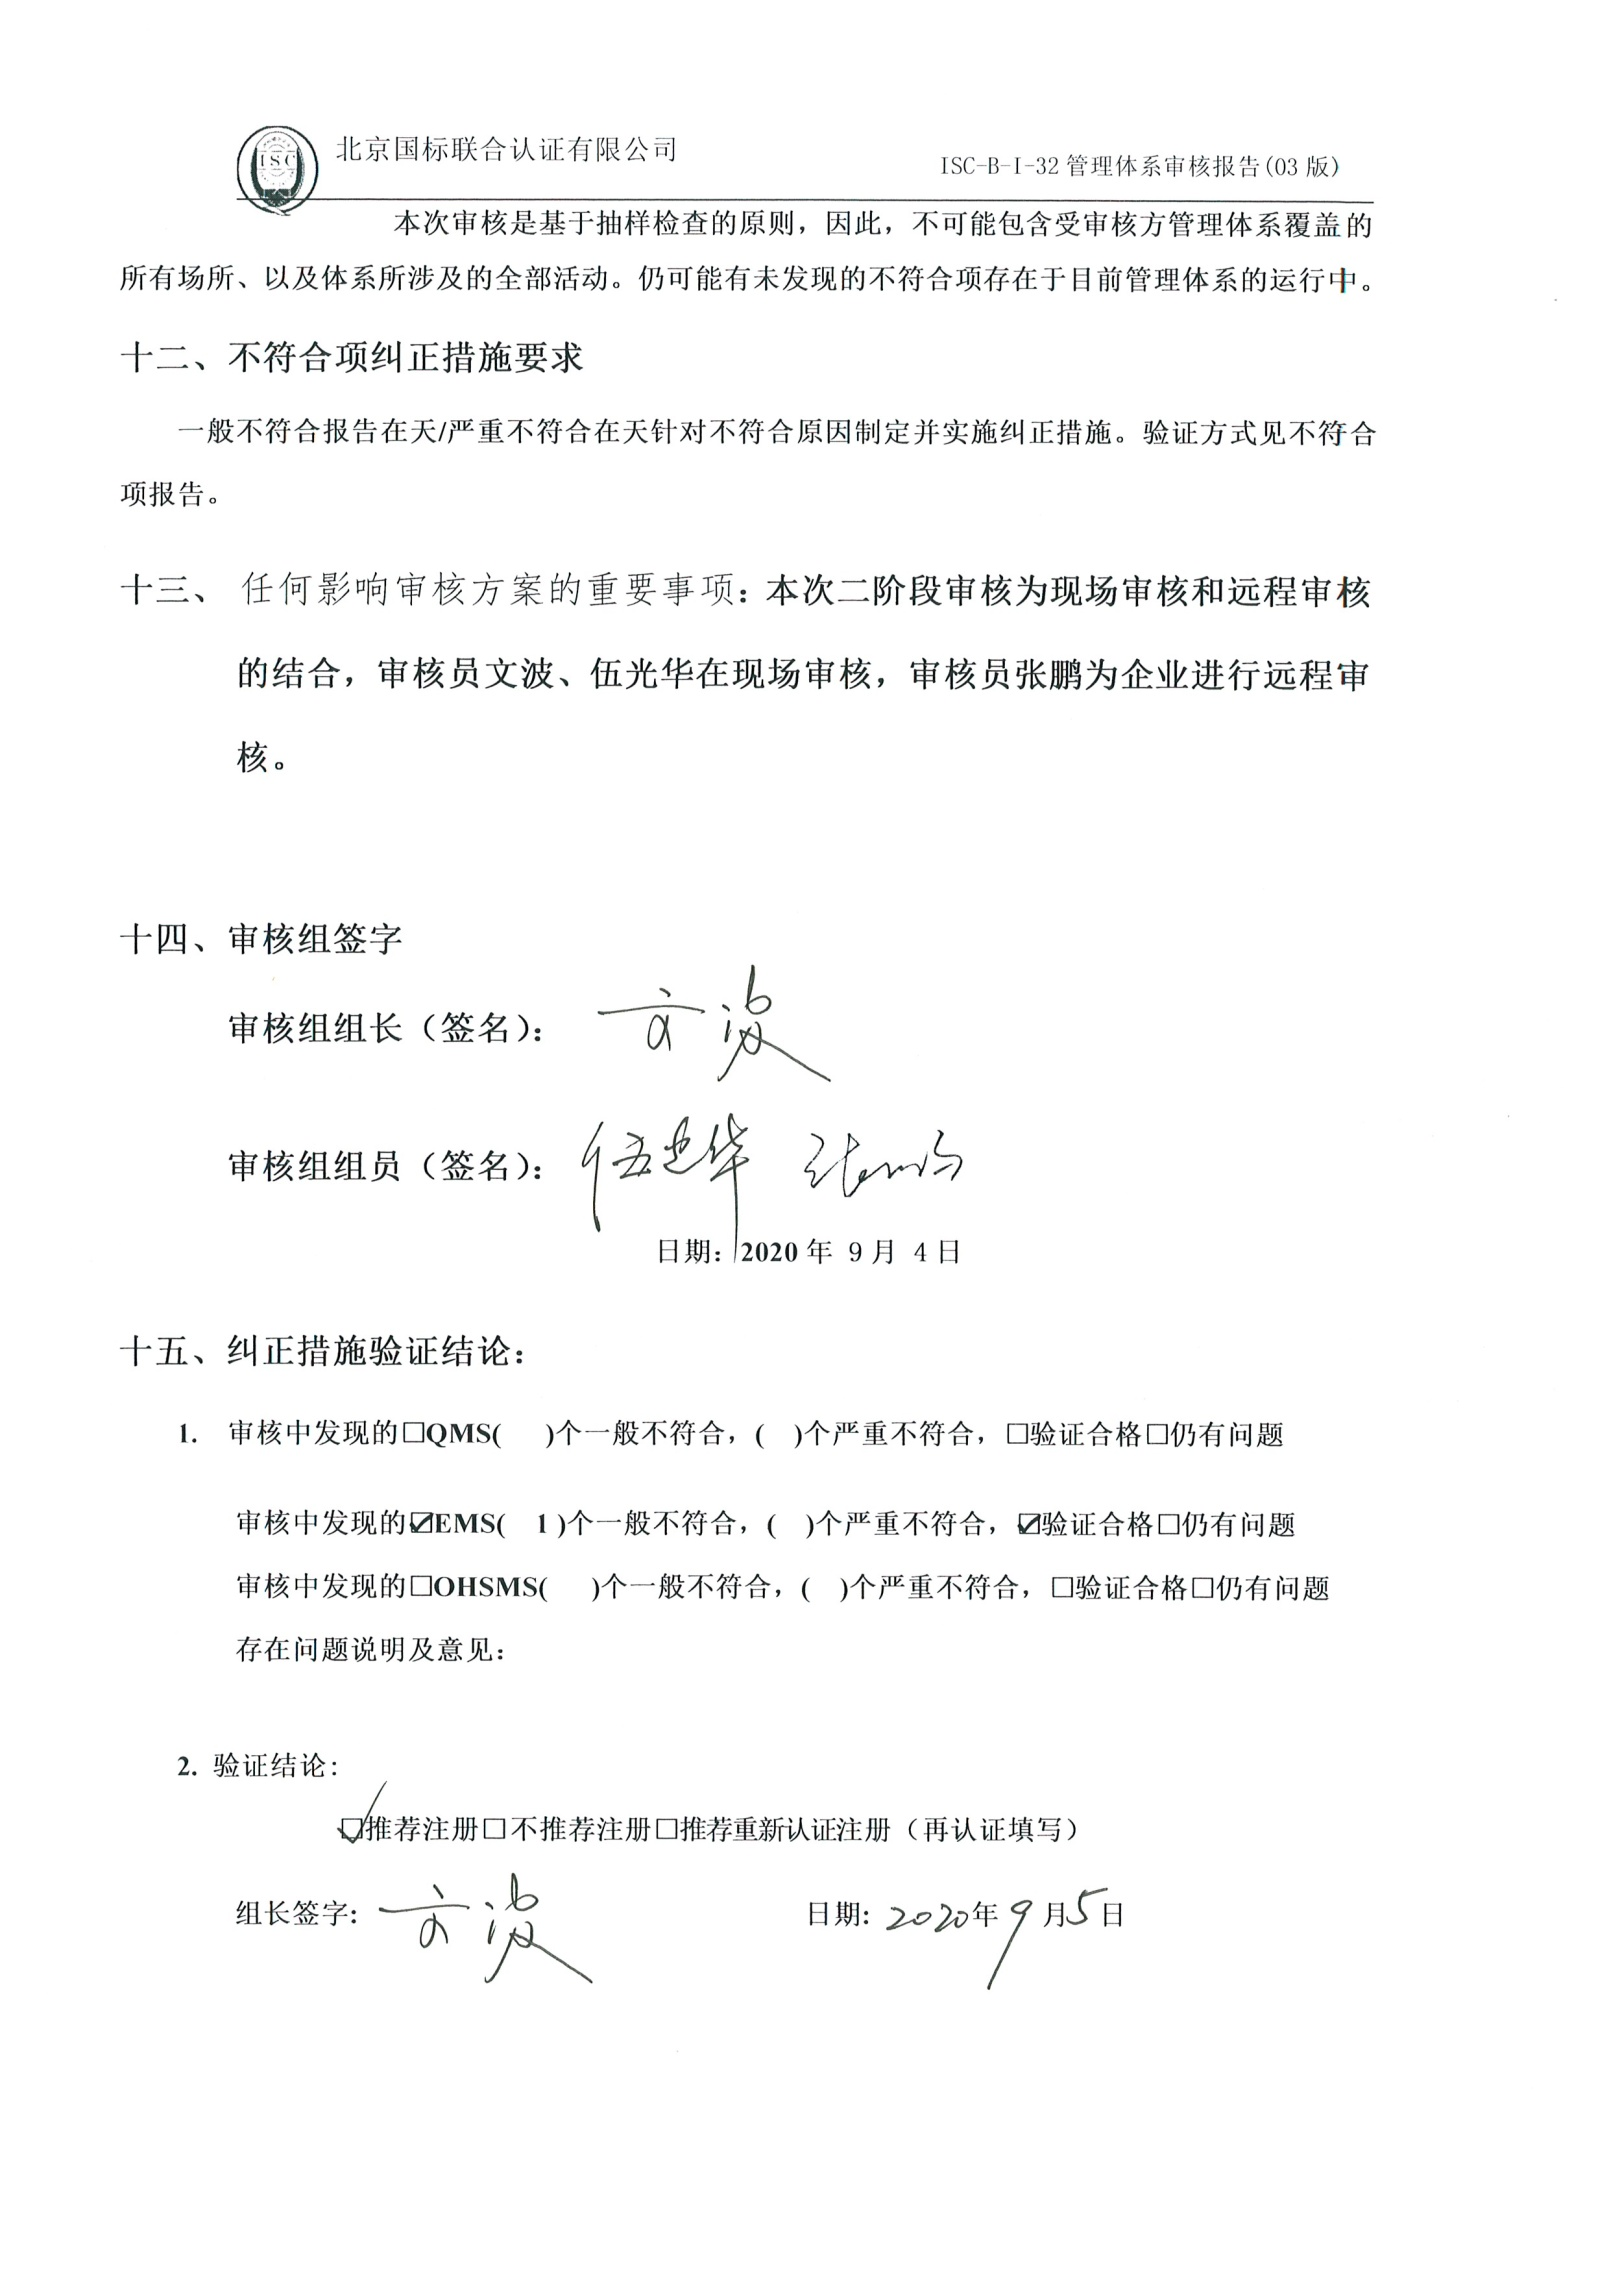 ISC
北京国标联合认证有限公司
ISC-B-I-32 管理体系审核报告(03 版)
本次审核是基于抽样检查的原则，因此，不可能包含受审核方管理体系覆盖的
所有场所、以及体系所涉及的全部活动。仍可能有未发现的不符合项存在于目前管理体系的运行中。
十二、不符合项纠正措施要求
一般不符合报告在天/严重不符合在天针对不符合原因制定并实施纠正措施。验证方式见不符合
项报告。
十三、 任何影响审核方案的重要事项：本次二阶段审核为现场审核和远程审核
的结合，审核员文波、伍光华在现场审核，审核员张鹏为企业进行远程审
核。
十四、审核组签字
审核组组长（签名）： 文波
审核组组员（签名）： 伍光华 张鹏
日期：2020 年 9 月 4 日
十五、纠正措施验证结论：
1. 审核中发现的□QMS( )个一般不符合，( )个严重不符合，□验证合格□仍有问题
审核中发现的☑EMS( 1 )个一般不符合，( )个严重不符合，☑验证合格□仍有问题
审核中发现的□OHSMS( )个一般不符合，( )个严重不符合，□验证合格□仍有问题
存在问题说明及意见：
2. 验证结论：
☑推荐注册□不推荐注册□推荐重新认证注册（再认证填写）
组长签字： 文波 日期: 2020年 9 月 5 日